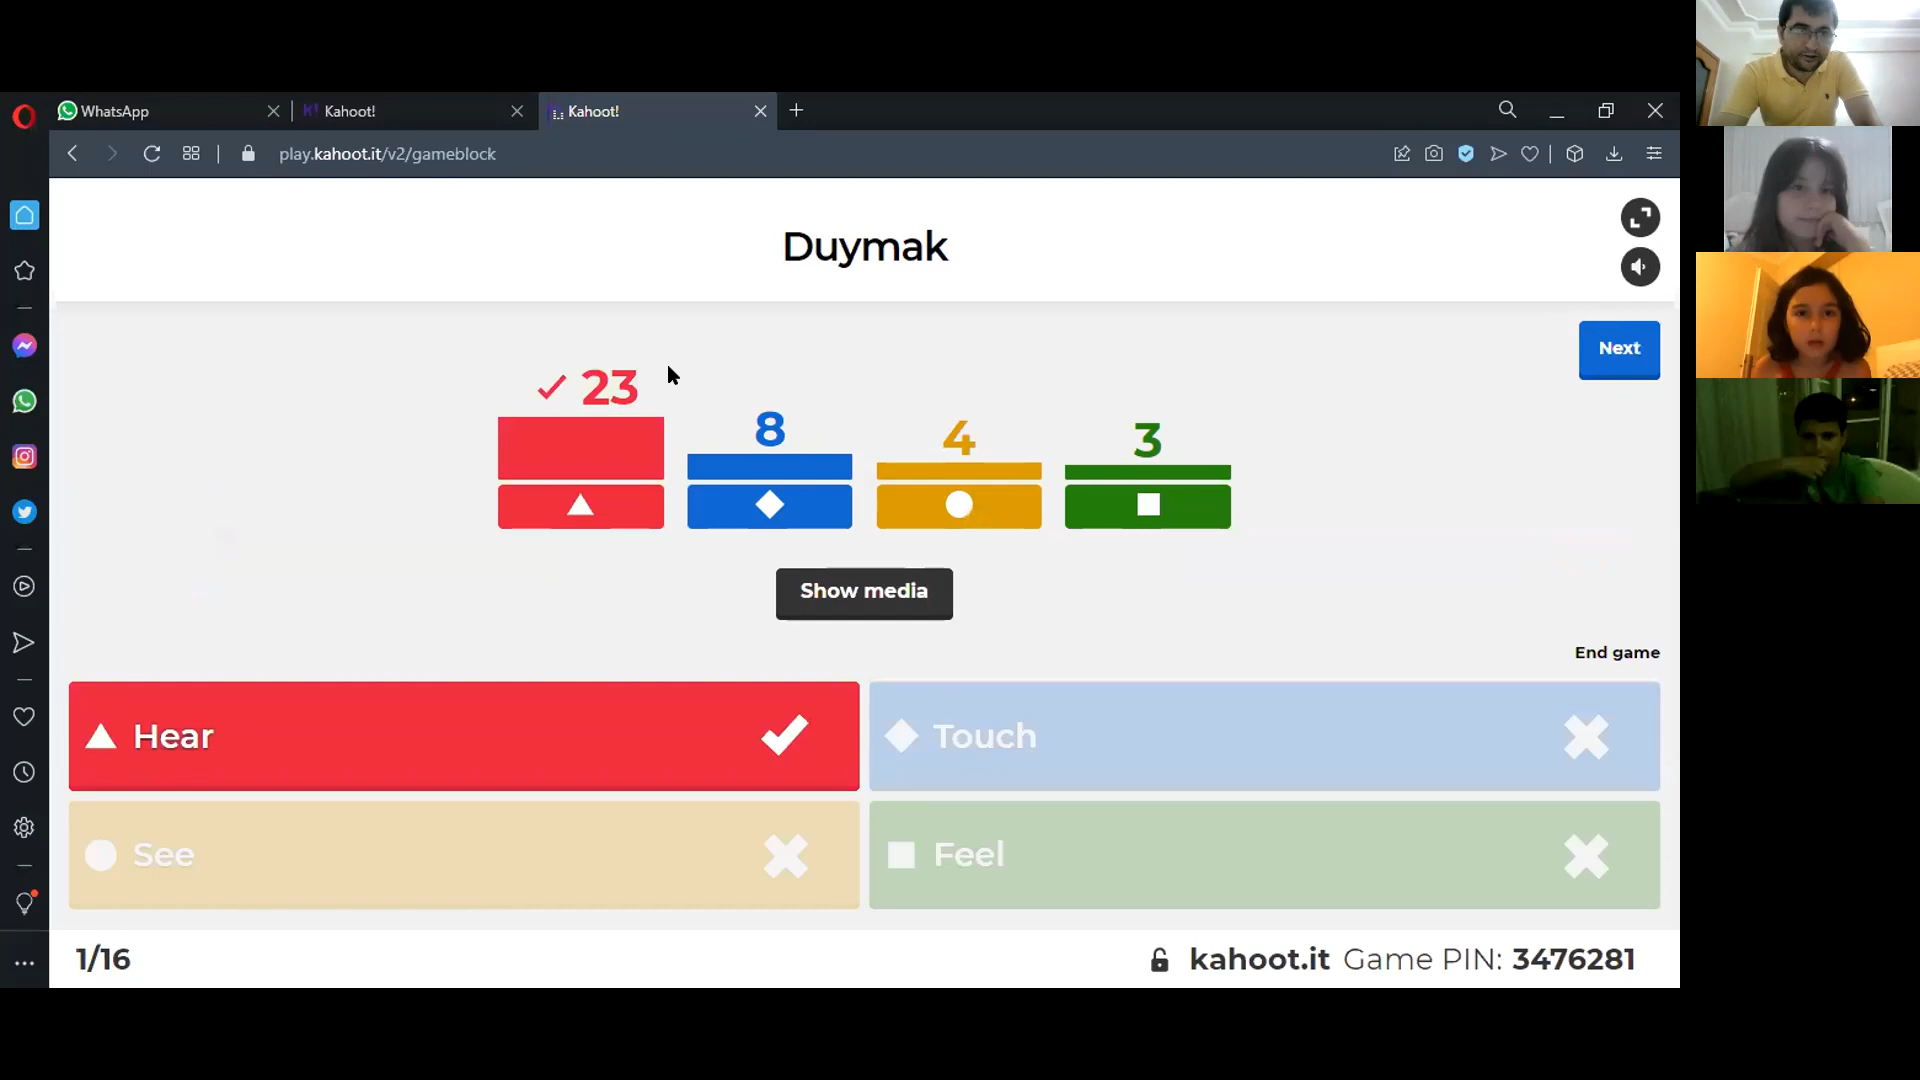 WhatsApp
Kahoot!
Kahoot!
play.kahoot.it/v2/gameblock
Duymak
Next
23
8
4
3
Show media
End game
Hear
Touch
See
Feel
1/16
kahoot.it Game PIN: 3476281